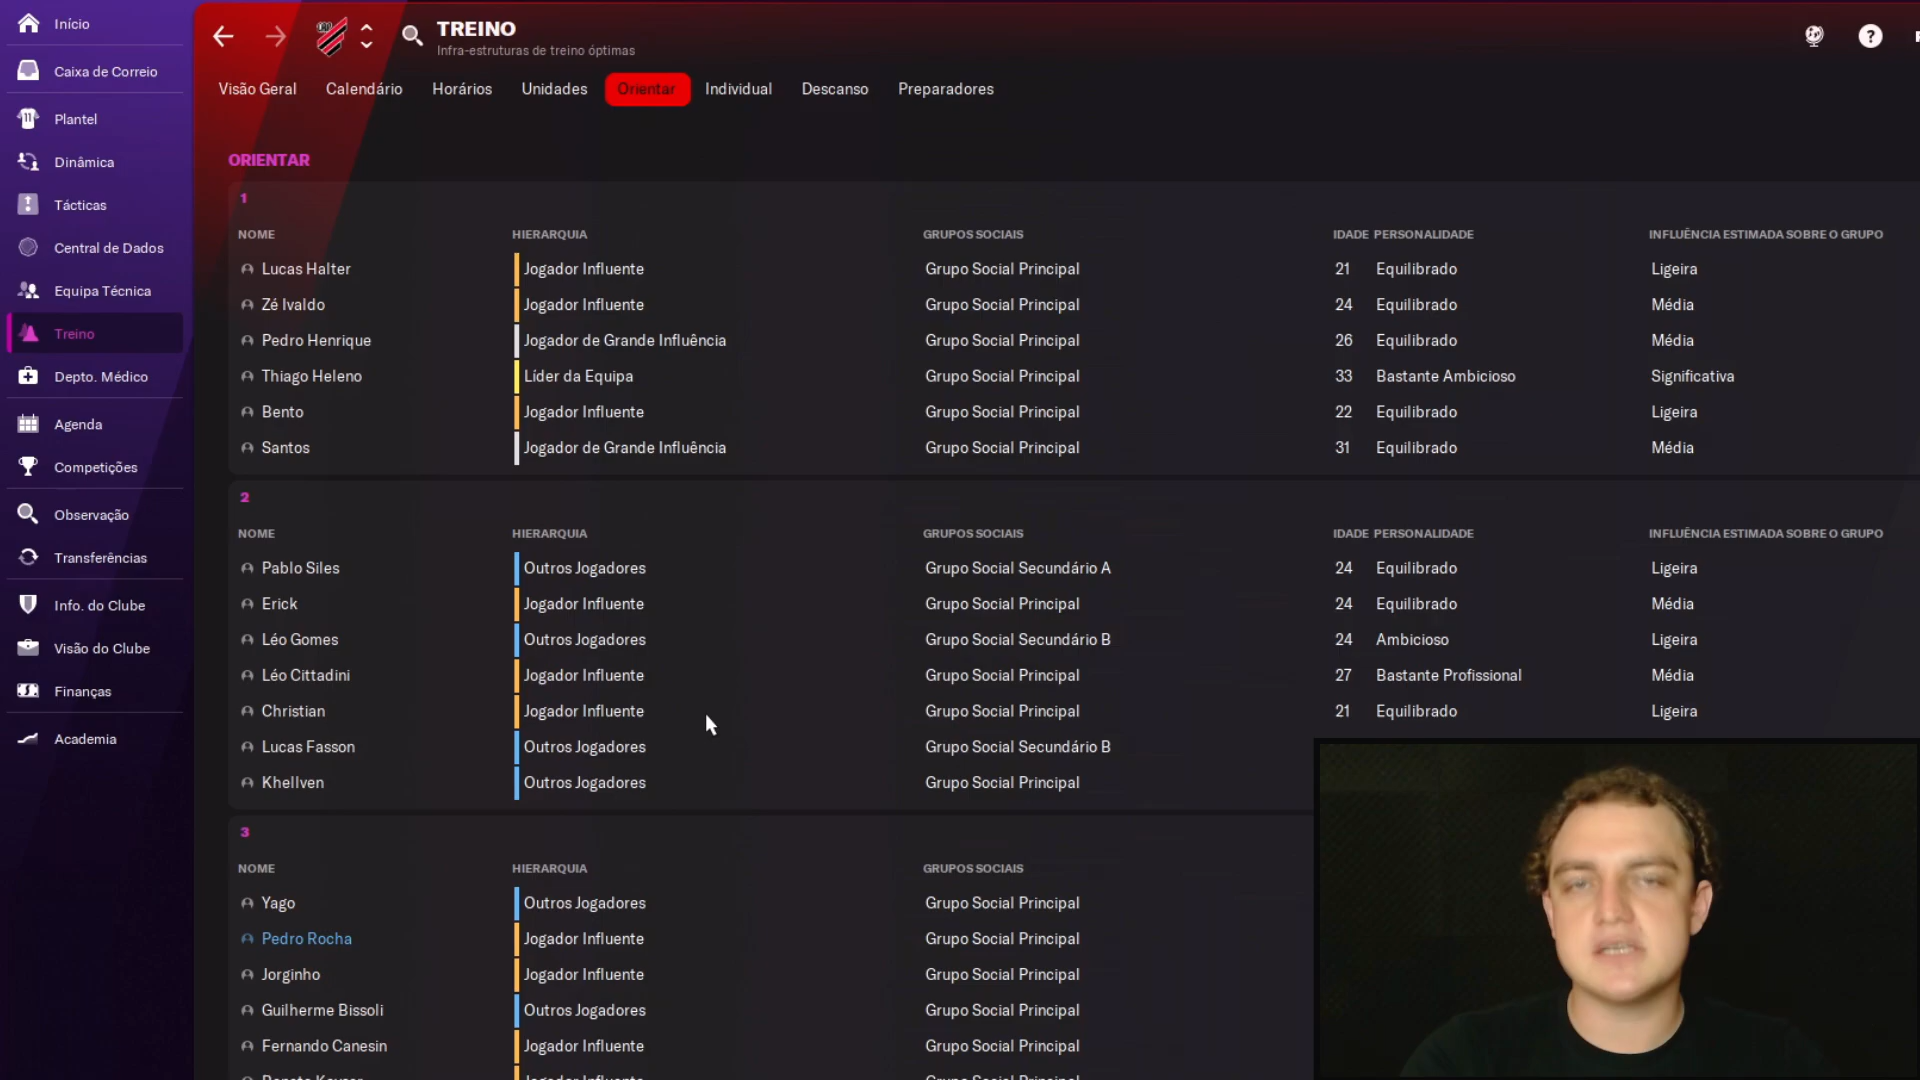 Início
Caixa de Correio
Plantel
Dinâmica
Tácticas
Central de Dados
Equipa Técnica
Treino
Depto. Médico
Agenda
Competições
Observação
Transferências
Info. do Clube
Visão do Clube
Finanças
Academia
TREINO
Infra-estruturas de treino óptimas
Visão Geral Calendário Horários Unidades Orientar Individual Descanso Preparadores
ORIENTAR
1
NOME HIERARQUIA GRUPOS SOCIAIS IDADE PERSONALIDADE INFLUÊNCIA ESTIMADA SOBRE O GRUPO
Lucas Halter Jogador Influente Grupo Social Principal 21 Equilibrado Ligeira
Zé Ivaldo Jogador Influente Grupo Social Principal 24 Equilibrado Média
Pedro Henrique Jogador de Grande Influência Grupo Social Principal 26 Equilibrado Média
Thiago Heleno Líder da Equipa Grupo Social Principal 33 Bastante Ambicioso Significativa
Bento Jogador Influente Grupo Social Principal 22 Equilibrado Ligeira
Santos Jogador de Grande Influência Grupo Social Principal 31 Equilibrado Média
2
NOME HIERARQUIA GRUPOS SOCIAIS IDADE PERSONALIDADE INFLUÊNCIA ESTIMADA SOBRE O GRUPO
Pablo Siles Outros Jogadores Grupo Social Secundário A 24 Equilibrado Ligeira
Erick Jogador Influente Grupo Social Principal 24 Equilibrado Média
Léo Gomes Outros Jogadores Grupo Social Secundário B 24 Ambicioso Ligeira
Léo Cittadini Jogador Influente Grupo Social Principal 27 Bastante Profissional Média
Christian Jogador Influente Grupo Social Principal 21 Equilibrado Ligeira
Lucas Fasson Outros Jogadores Grupo Social Secundário B
Khellven Outros Jogadores Grupo Social Principal
3
NOME HIERARQUIA GRUPOS SOCIAIS
Yago Outros Jogadores Grupo Social Principal
Pedro Rocha Jogador Influente Grupo Social Principal
Jorginho Jogador Influente Grupo Social Principal
Guilherme Bissoli Outros Jogadores Grupo Social Principal
Fernando Canesin Jogador Influente Grupo Social Principal